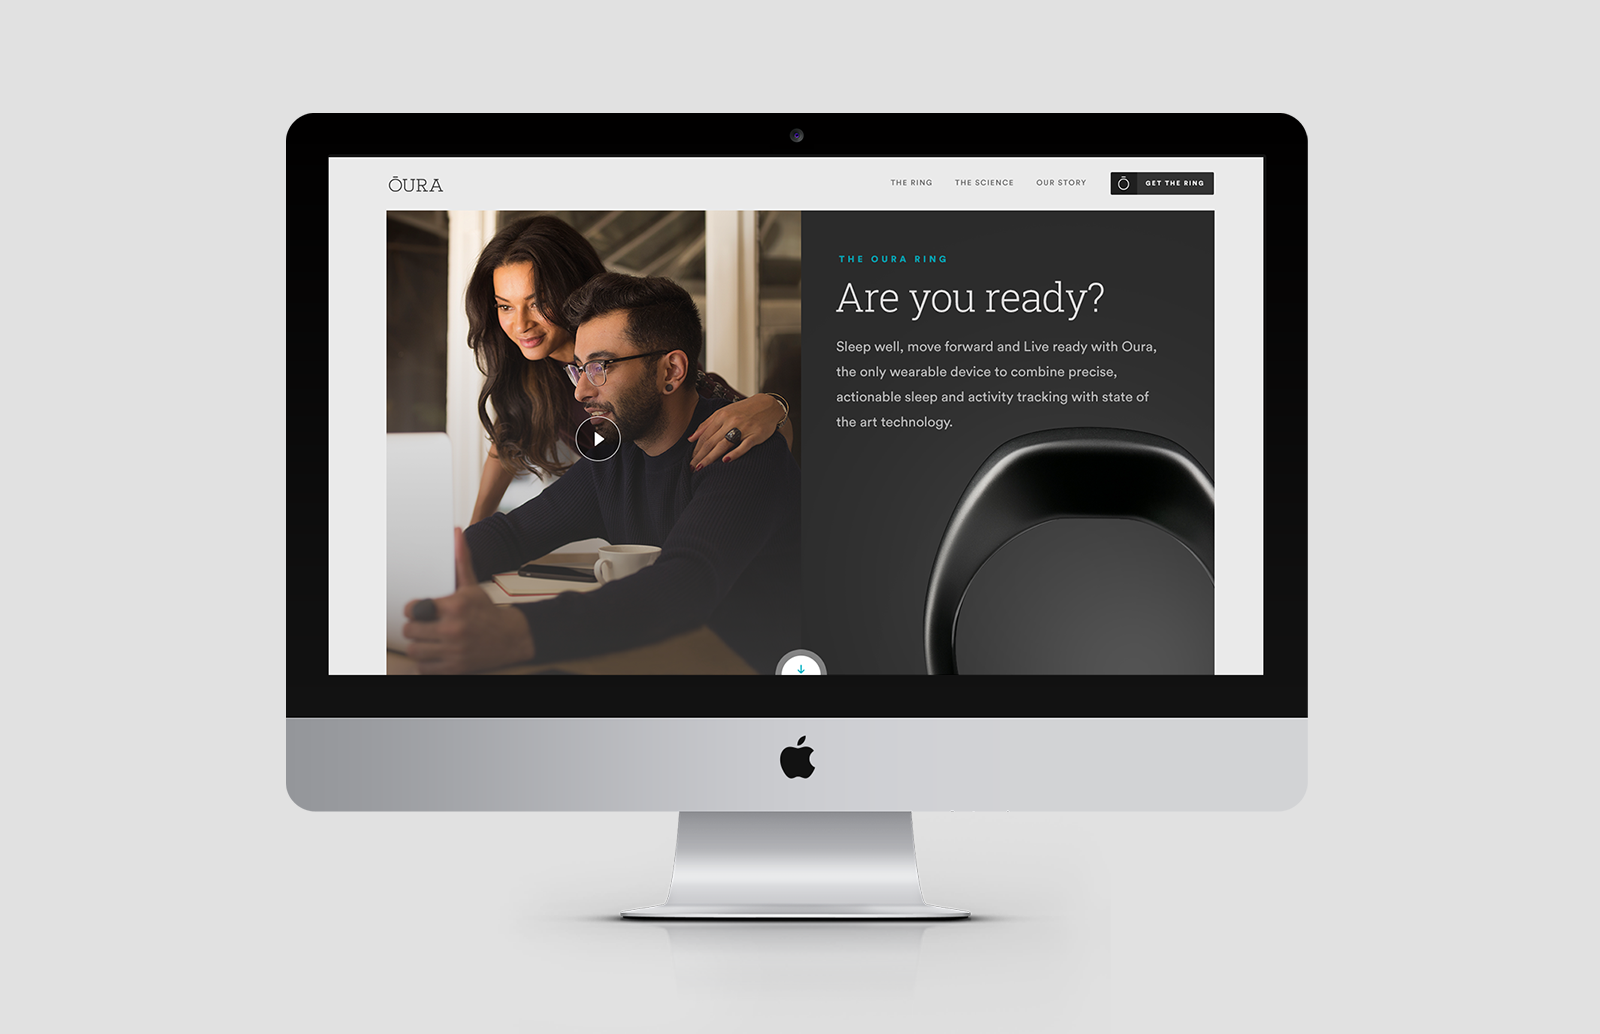 ŌURA
THE RING
THE SCIENCE
OUR STORY
GET THE RING
THE OURA RING
Are you ready?
Sleep well, move forward and Live ready with Oura,
the only wearable device to combine precise,
actionable sleep and activity tracking with state of
the art technology.